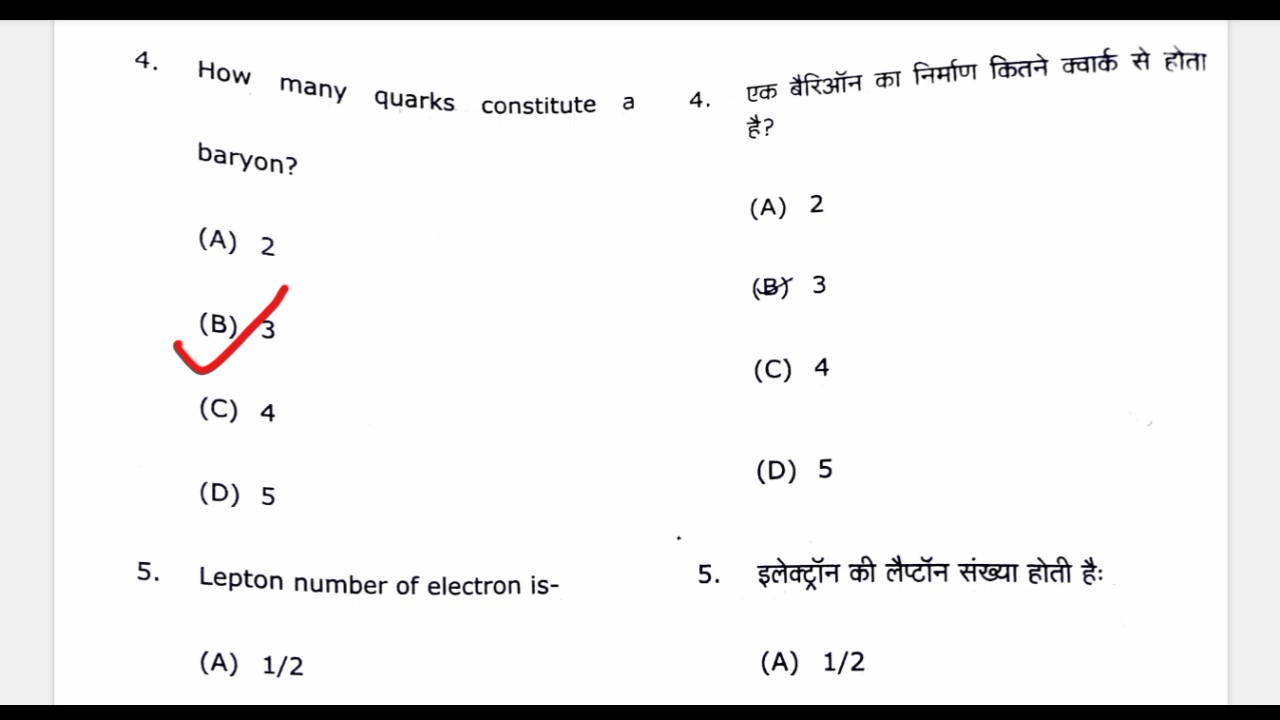 4. How many quarks constitute a
baryon?
(A) 2
(B) 3
(C) 4
(D) 5
5. Lepton number of electron is-
(A) 1/2
4. एक बैरिऑन का निर्माण कितने क्वार्क से होता
है?
(A) 2
(B) 3
(C) 4
(D) 5
5. इलेक्ट्रॉन की लैप्टॉन संख्या होती हैः
(A) 1/2